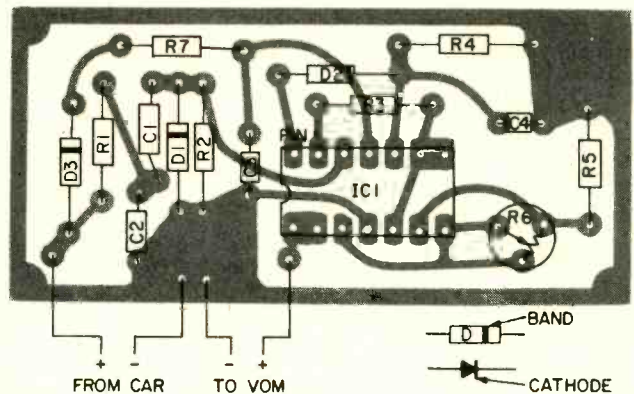 R7
R4
D2
R3
C4
D3
R1
C1
D1
R2
C3
R5
PIN
IC1
C2
R6
+ - - +
FROM CAR TO VOM
BAND
D
CATHODE